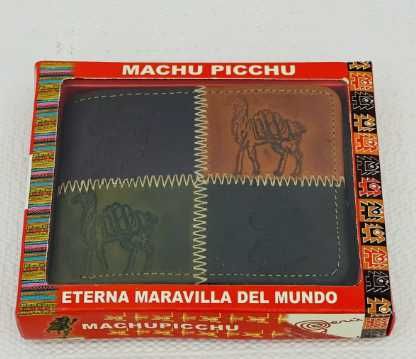 MACHU PICCHU
ETERNA MARAVILLA DEL MUNDO
MACHUPICCHU